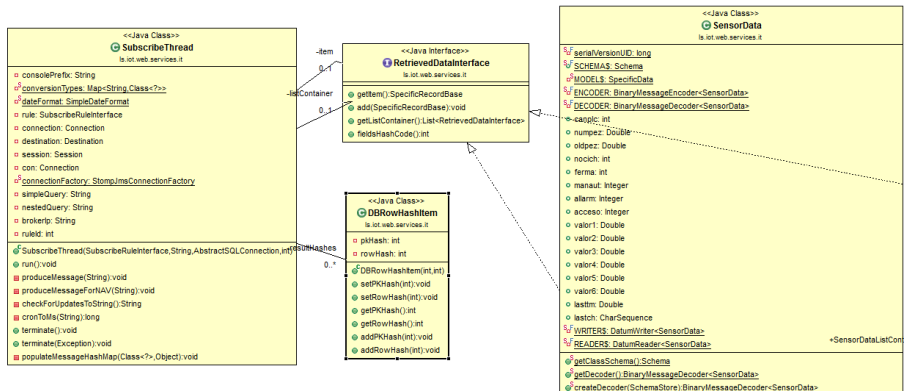 <<Java Class>>
SubscribeThread
ls.iot.web.services.it
consolePrefix: String
conversionTypes: Map<String,Class<?>>
dateFormat: SimpleDateFormat
rule: SubscribeRuleInterface
connection: Connection
destination: Destination
session: Session
con: Connection
connectionFactory: StompJmsConnectionFactory
simpleQuery: String
nestedQuery: String
brokerIp: String
ruleId: int
SubscribeThread(SubscribeRuleInterface,String,AbstractSQLConnection,int)
run():void
produceMessage(String):void
produceMessageForNAV(String):void
checkForUpdatesToString():String
cronToMs(String):long
terminate():void
terminate(Exception):void
populateMessageHashMap(Class<?>,Object):void
-item
0..1
-listContainer
0..1
-resultHashes
0..*
<<Java Interface>>
RetrievedDataInterface
ls.iot.web.services.it
getItem():SpecificRecordBase
add(SpecificRecordBase):void
getListContainer():List<RetrievedDataInterface>
fieldsHashCode():int
<<Java Class>>
DBRowHashItem
ls.iot.web.services.it
pkHash: int
rowHash: int
DBRowHashItem(int,int)
setPKHash(int):void
setRowHash(int):void
getPKHash():int
getRowHash():int
addPKHash(int):void
addRowHash(int):void
<<Java Class>>
SensorData
ls.iot.web.services.it
serialVersionUID: long
SCHEMA$: Schema
MODEL$: SpecificData
ENCODER: BinaryMessageEncoder<SensorData>
DECODER: BinaryMessageDecoder<SensorData>
canplc: int
numpez: Double
oldpez: Double
nocich: int
ferma: int
manaut: Integer
allarm: Integer
acceso: Integer
valor1: Double
valor2: Double
valor3: Double
valor4: Double
valor5: Double
valor6: Double
lasttm: Double
lastch: CharSequence
WRITER$: DatumWriter<SensorData>
READER$: DatumReader<SensorData>
+SensorDataListCont
getClassSchema():Schema
getDecoder():BinaryMessageDecoder<SensorData>
createDecoder(SchemaStore):BinaryMessageDecoder<SensorData>